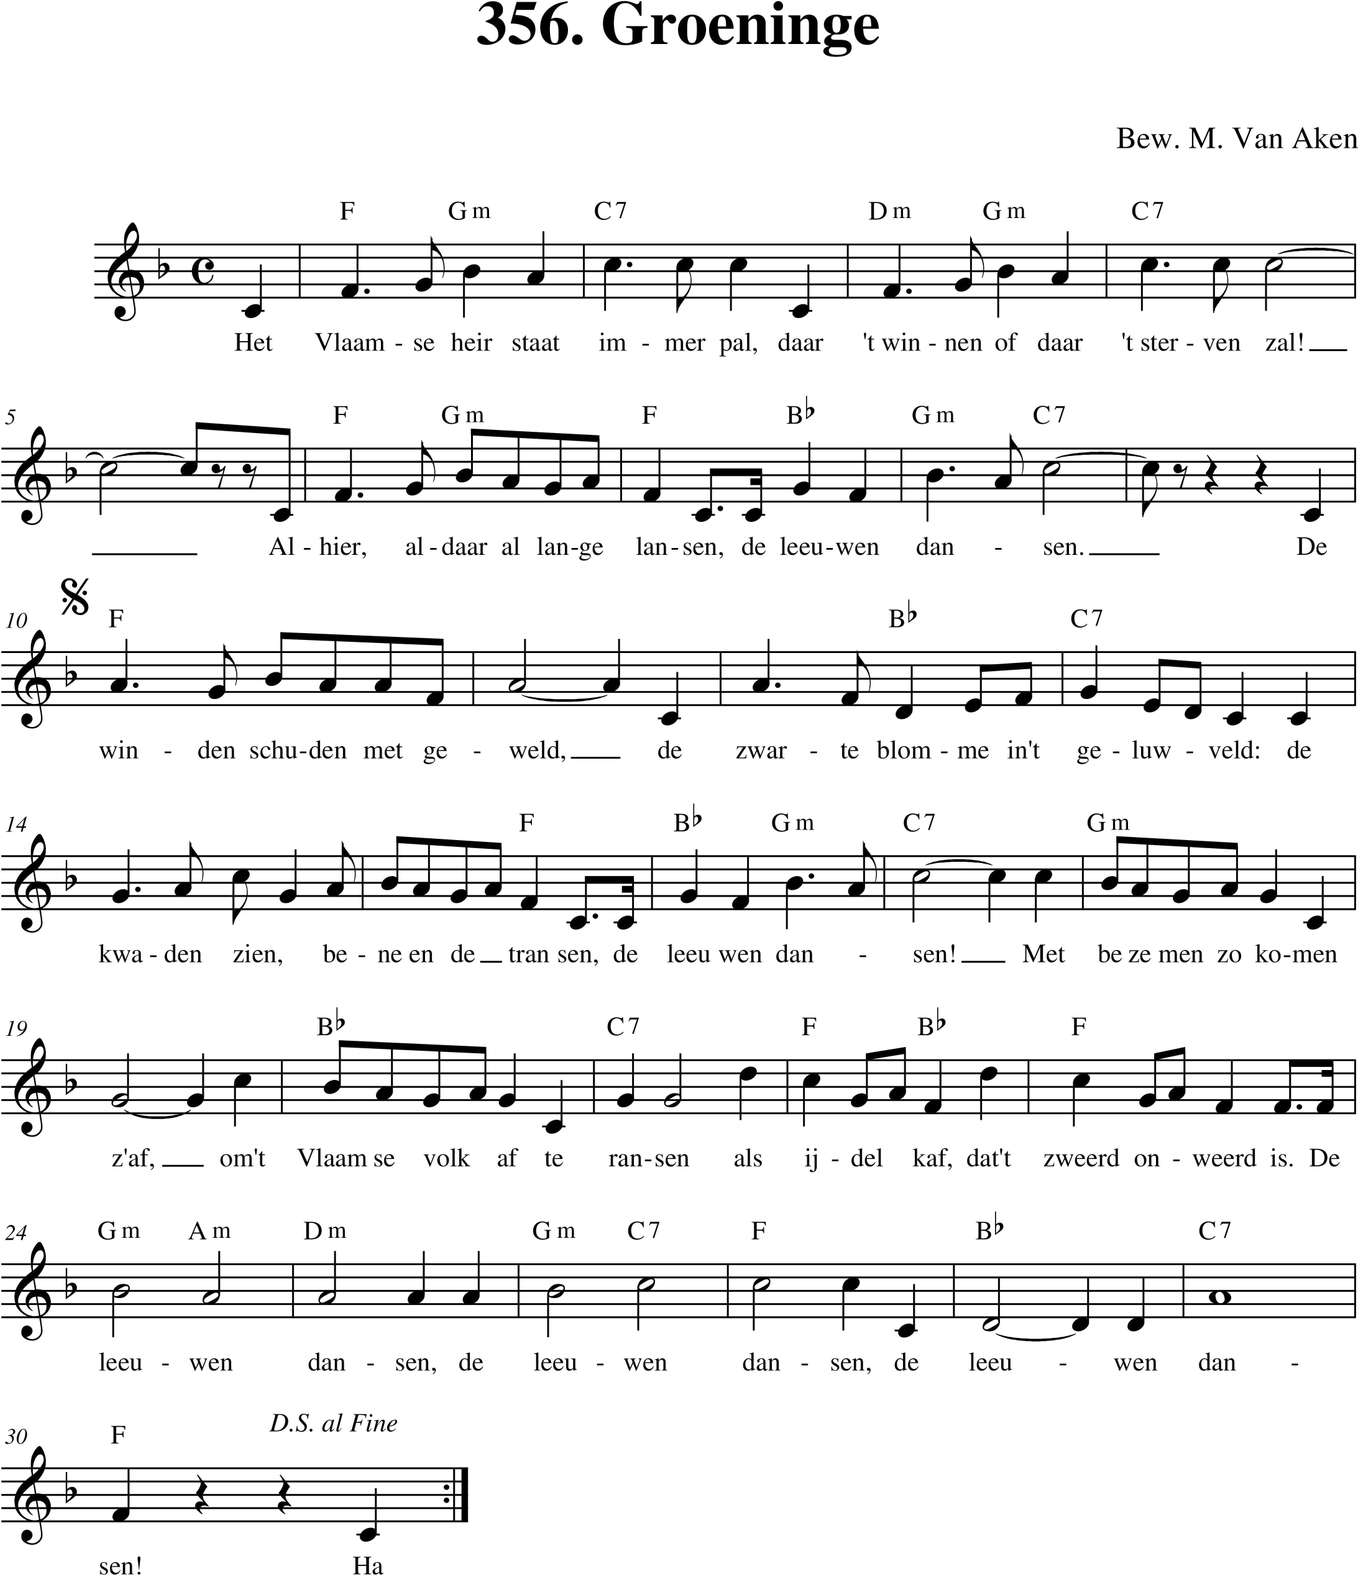 356. Groeninge
Bew. M. Van Aken
F Gm C7 Dm Gm C7
Het Vlaam - se heir staat im - mer pal, daar 't win - nen of daar 't ster - ven zal!
5 F Gm F B♭ Gm C7
Al - hier, al - daar al lan - ge lan - sen, de leeu - wen dan - sen. De
10 F B♭ C7
win - den schu - den met ge - weld, de zwar - te blom - me in't ge - luw - veld: de
14 F B♭ Gm C7 Gm
kwa - den zien, be - ne en de tran sen, de leeu wen dan - sen! Met be ze men zo ko - men
19 B♭ C7 F B♭ F
z'af, om't Vlaam se volk af te ran - sen als ij - del kaf, dat't zweerd on - weerd is. De
24 Gm Am Dm Gm C7 F B♭ C7
leeu - wen dan - sen, de leeu - wen dan - sen, de leeu - wen dan -
D.S. al Fine
30 F
sen! Ha